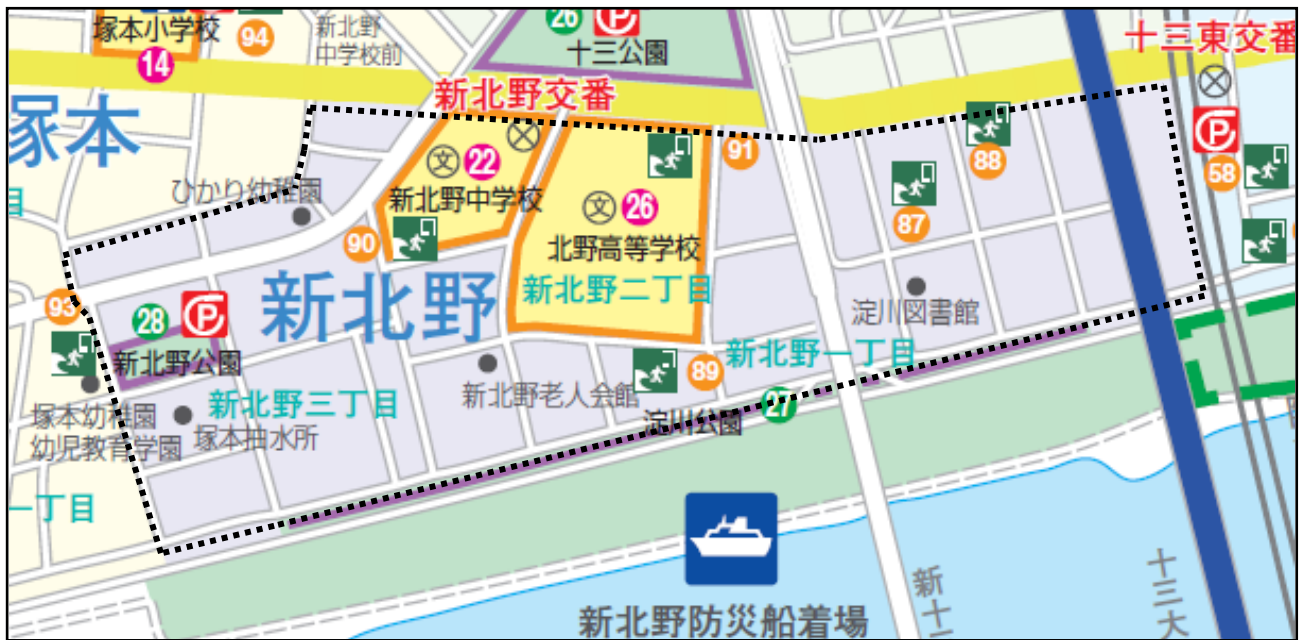 塚本小学校
94
14
新北野
中学校前
26
十三公園
十三東交番
新北野交番
塚本
目
ひかり幼稚園
22
新北野中学校
90
26
北野高等学校
新北野二丁目
91
88
87
58
淀川図書館
93
28
新北野公園
新北野
新北野一丁目
89
新北野老人会館
淀川公園
27
塚本幼稚園
幼児教育学園
新北野三丁目
塚本抽水所
一丁目
新北野防災船着場
新十
十三大